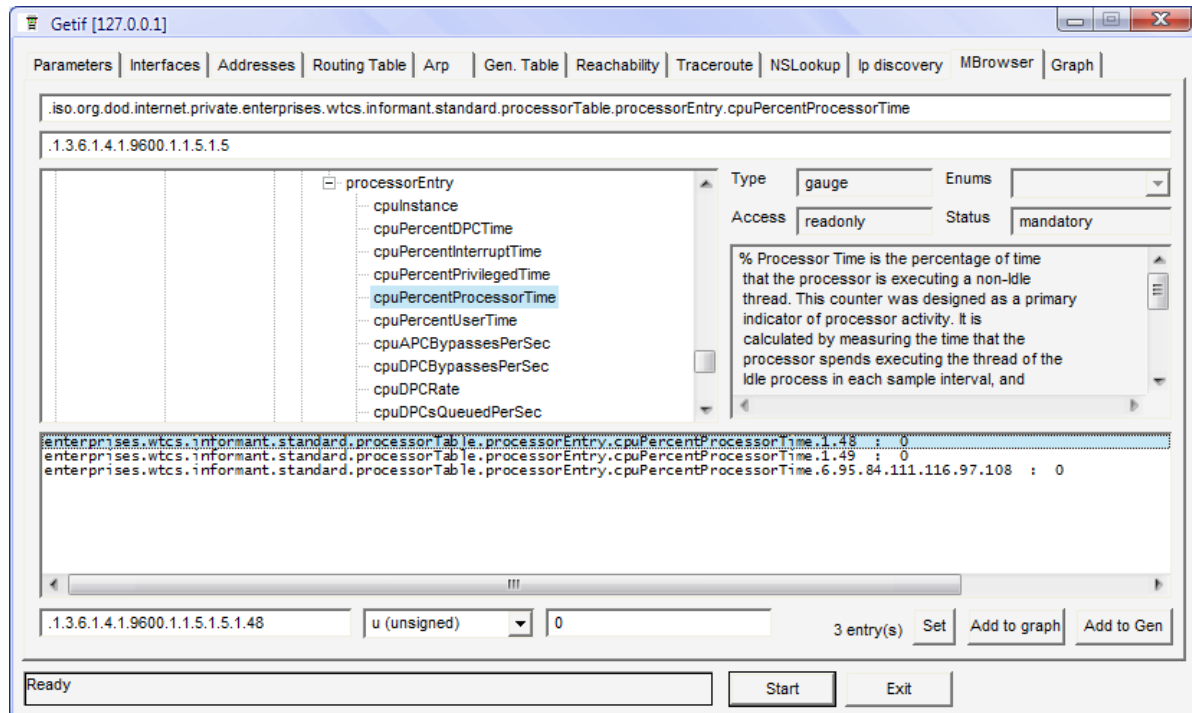 Getif [127.0.0.1]
Parameters Interfaces Addresses Routing Table Arp Gen. Table Reachability Traceroute NSLookup Ip discovery MBrowser Graph
.iso.org.dod.internet.private.enterprises.wtcs.informant.standard.processorTable.processorEntry.cpuPercentProcessorTime
.1.3.6.1.4.1.9600.1.1.5.1.5
processorEntry
cpuInstance
cpuPercentDPCTime
cpuPercentInterruptTime
cpuPercentPrivilegedTime
cpuPercentProcessorTime
cpuPercentUserTime
cpuAPCBypassesPerSec
cpuDPCBypassesPerSec
cpuDPCRate
cpuDPCsQueuedPerSec
Type gauge Enums
Access readonly Status mandatory
% Processor Time is the percentage of time
that the processor is executing a non-Idle
thread. This counter was designed as a primary
indicator of processor activity. It is
calculated by measuring the time that the
processor spends executing the thread of the
Idle process in each sample interval, and
enterprises.wtcs.informant.standard.processorTable.processorEntry.cpuPercentProcessorTime.1.48 : 0
enterprises.wtcs.informant.standard.processorTable.processorEntry.cpuPercentProcessorTime.1.49 : 0
enterprises.wtcs.informant.standard.processorTable.processorEntry.cpuPercentProcessorTime.6.95.84.111.116.97.108 : 0
.1.3.6.1.4.1.9600.1.1.5.1.5.1.48 u (unsigned) 0 3 entry(s) Set Add to graph Add to Gen
Ready Start Exit